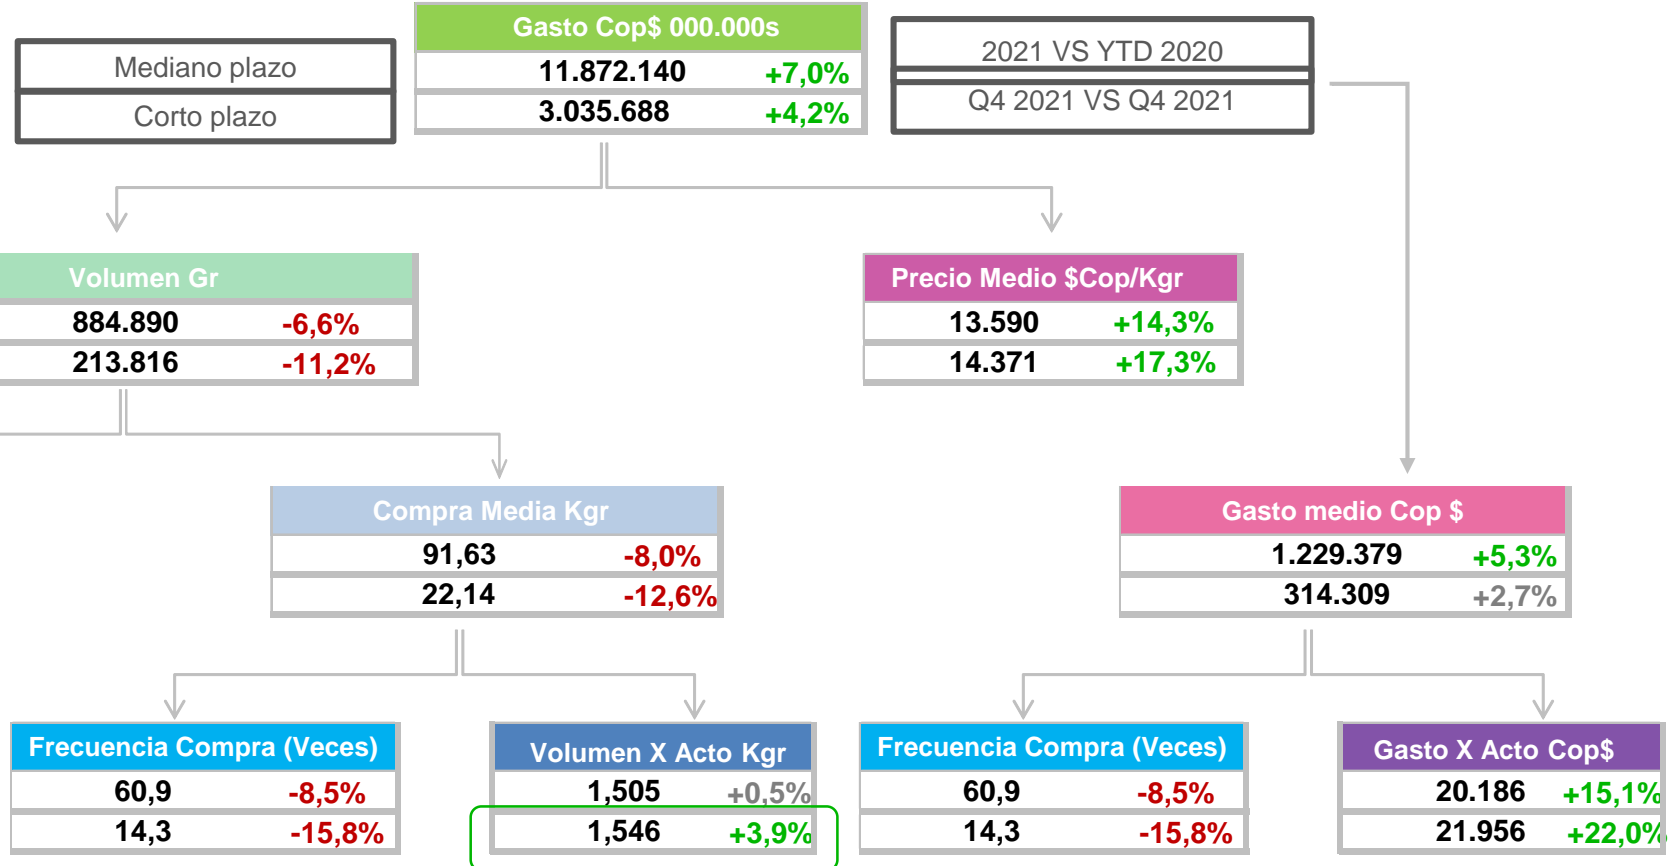 Gasto Cop$ 000.000s
11.872.140 +7,0%
3.035.688 +4,2%
Mediano plazo
Corto plazo
2021 VS YTD 2020
Q4 2021 VS Q4 2021
Volumen Gr
884.890 -6,6%
213.816 -11,2%
Precio Medio $Cop/Kgr
13.590 +14,3%
14.371 +17,3%
Compra Media Kgr
91,63 -8,0%
22,14 -12,6%
Gasto medio Cop $
1.229.379 +5,3%
314.309 +2,7%
Frecuencia Compra (Veces)
60,9 -8,5%
14,3 -15,8%
Volumen X Acto Kgr
1,505 +0,5%
1,546 +3,9%
Frecuencia Compra (Veces)
60,9 -8,5%
14,3 -15,8%
Gasto X Acto Cop$
20.186 +15,1%
21.956 +22,0%